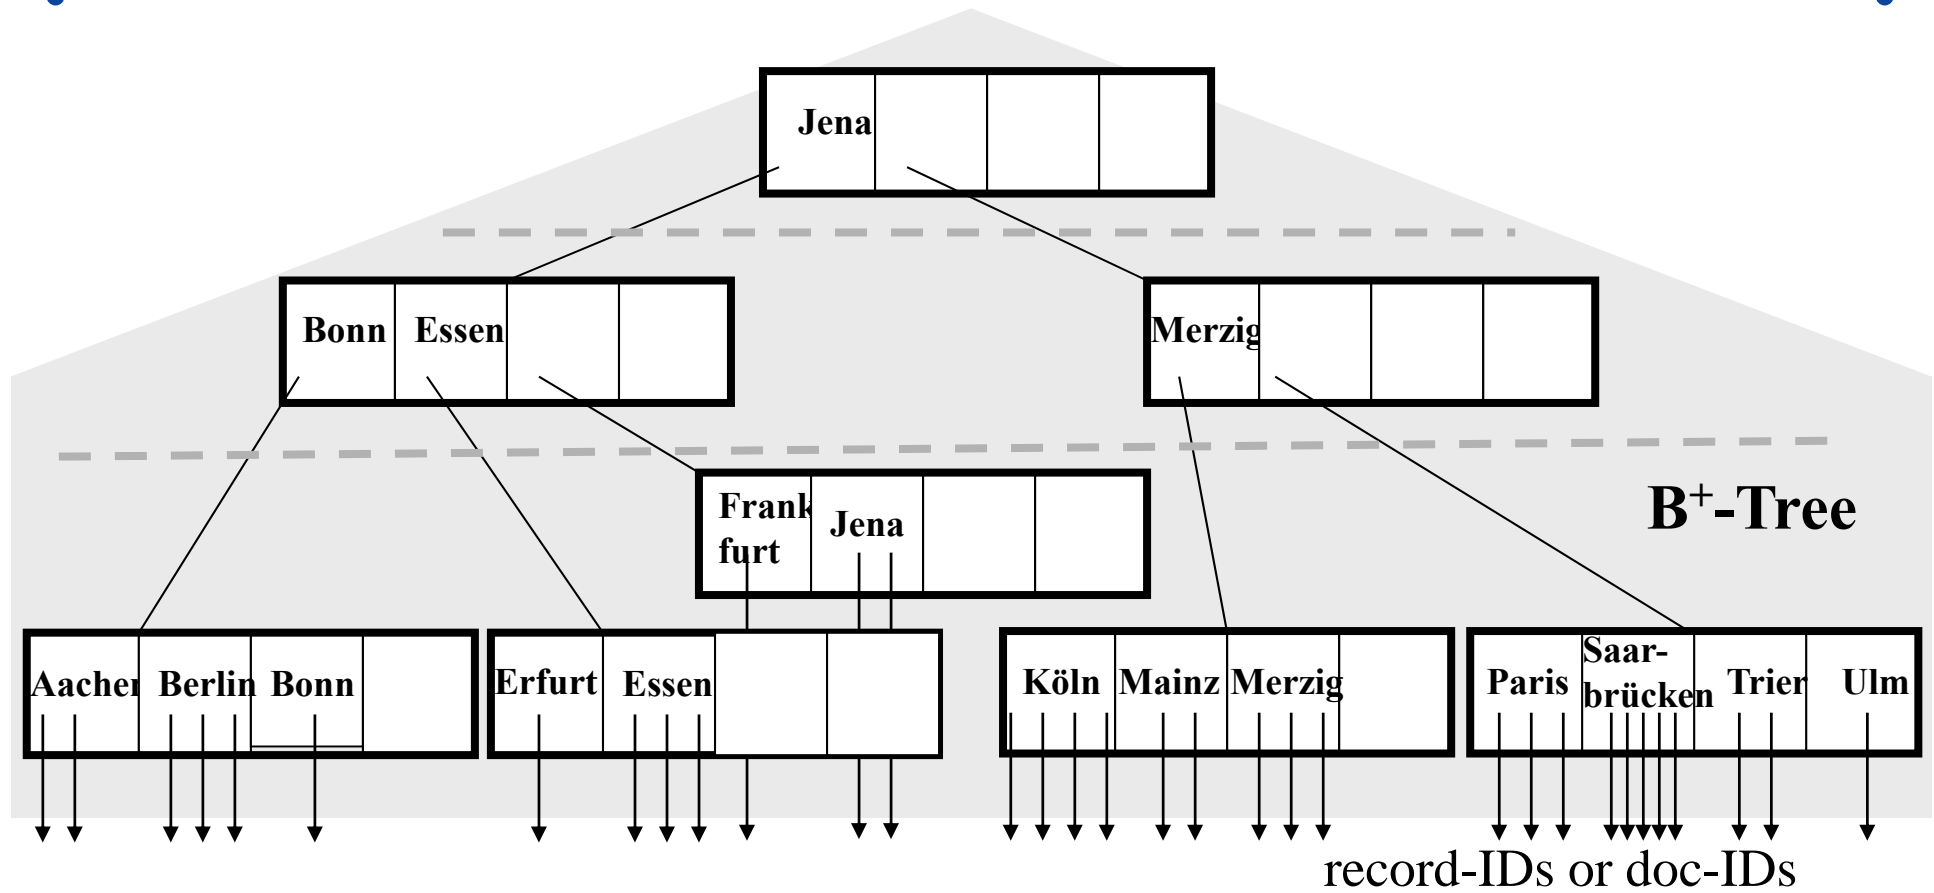 Jena
Bonn Essen
Merzig
Frank
furt
Jena
B+-Tree
Aachen Berlin Bonn
Erfurt Essen
Köln Mainz Merzig
Paris
Saar-
brücken
Trier Ulm
record-IDs or doc-IDs